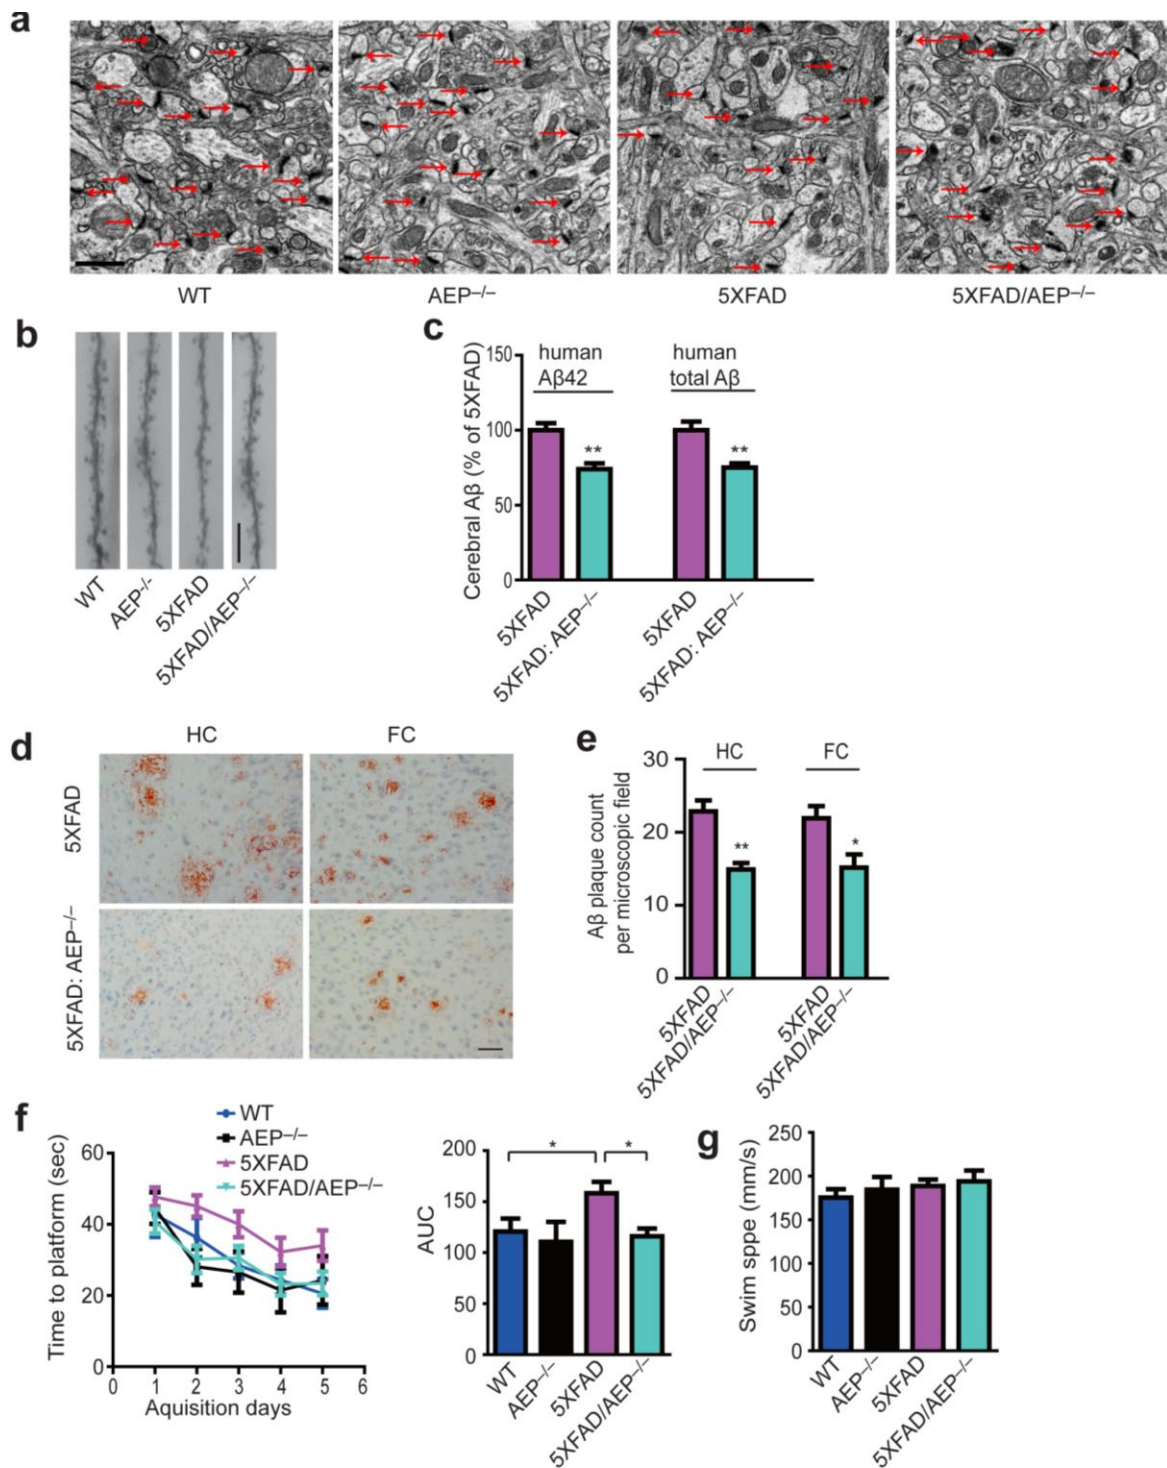 a
WT
AEP–/–
5XFAD
5XFAD/AEP–/–
b
WT
AEP-/-
5XFAD
5XFAD/AEP–/–
c
Cerebral Aβ (% of 5XFAD)
150
100
50
0
human
Aβ42
human
total Aβ
**
**
5XFAD
5XFAD: AEP–/–
5XFAD
5XFAD: AEP–/–
d
HC
FC
5XFAD
5XFAD: AEP–/–
e
Aβ plaque count
per microscopic field
30
20
10
0
HC
FC
**
*
5XFAD
5XFAD/AEP–/–
5XFAD
5XFAD/AEP–/–
f
WT
AEP–/–
5XFAD
5XFAD/AEP–/–
Time to platform (sec)
60
40
20
0
0 1 2 3 4 5 6
Aquisition days
AUC
200
150
100
50
0
*
*
WT
AEP–/–
5XFAD
5XFAD/AEP–/–
g
Swim sppe (mm/s)
250
200
150
100
50
0
WT
AEP–/–
5XFAD
5XFAD/AEP–/–